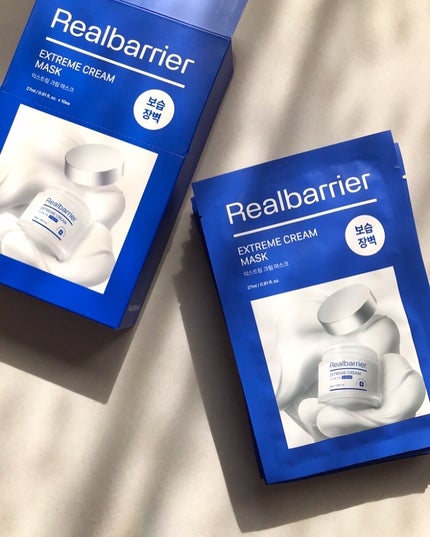 Realbarrier
EXTREME CREAM
MASK
익스트림 크림 마스크
27ml / 0.91 fl. oz. x 10ea
보습
장벽
Realbarrier
EXTREME CREAM
Realbarrier
EXTREME CREAM
MASK
익스트림 크림 마스크
27ml / 0.91 fl. oz.
보습
장벽
Realbarrier
EXTREME CREAM